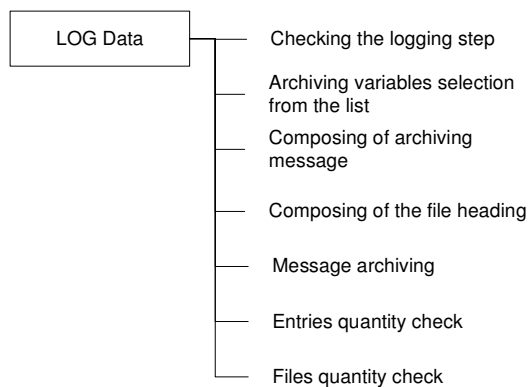 LOG Data
Checking the logging step
Archiving variables selection
from the list
Composing of archiving
message
Composing of the file heading
Message archiving
Entries quantity check
Files quantity check